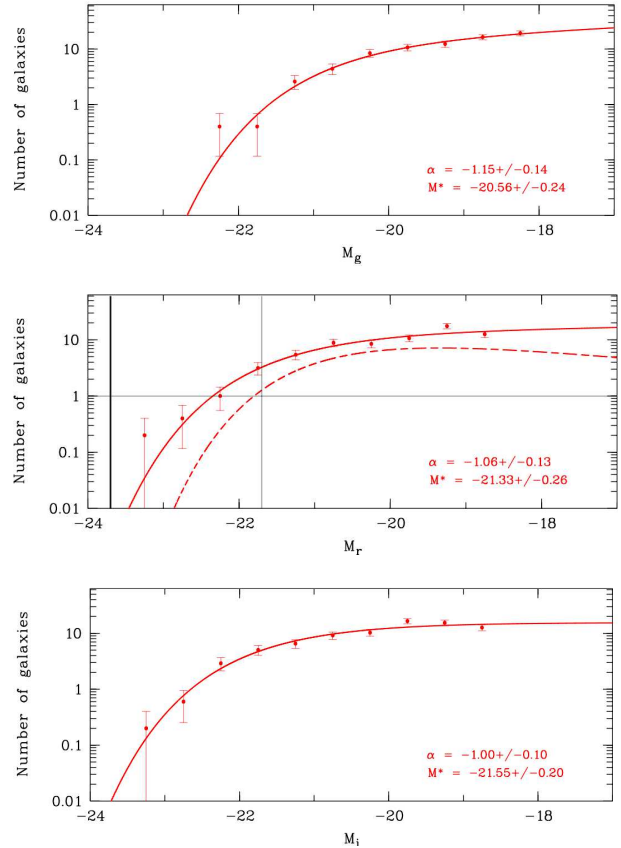 Number of galaxies
10
1
0.1
0.01
α = −1.15+/−0.14
M* = −20.56+/−0.24
−24 −22 −20 −18
M_g
Number of galaxies
10
1
0.1
0.01
α = −1.06+/−0.13
M* = −21.33+/−0.26
−24 −22 −20 −18
M_r
Number of galaxies
10
1
0.1
0.01
α = −1.00+/−0.10
M* = −21.55+/−0.20
−24 −22 −20 −18
M_i